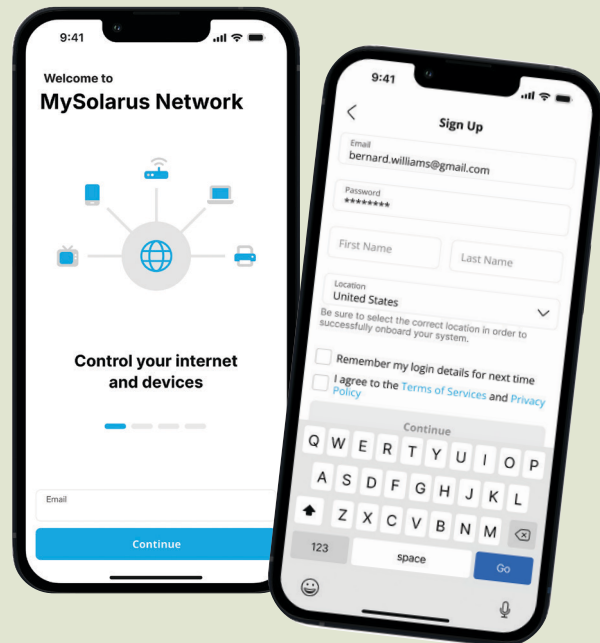 9:41
Welcome to
MySolarus Network
Control your internet
and devices
Email
Continue
9:41
Sign Up
Email
bernard.williams@gmail.com
Password
********
First Name
Last Name
Location
United States
Be sure to select the correct location in order to
successfully onboard your system.
Remember my login details for next time
I agree to the Terms of Services and Privacy
Policy
Continue
Q W E R T Y U I O P
A S D F G H J K L
Z X C V B N M
123 space Go